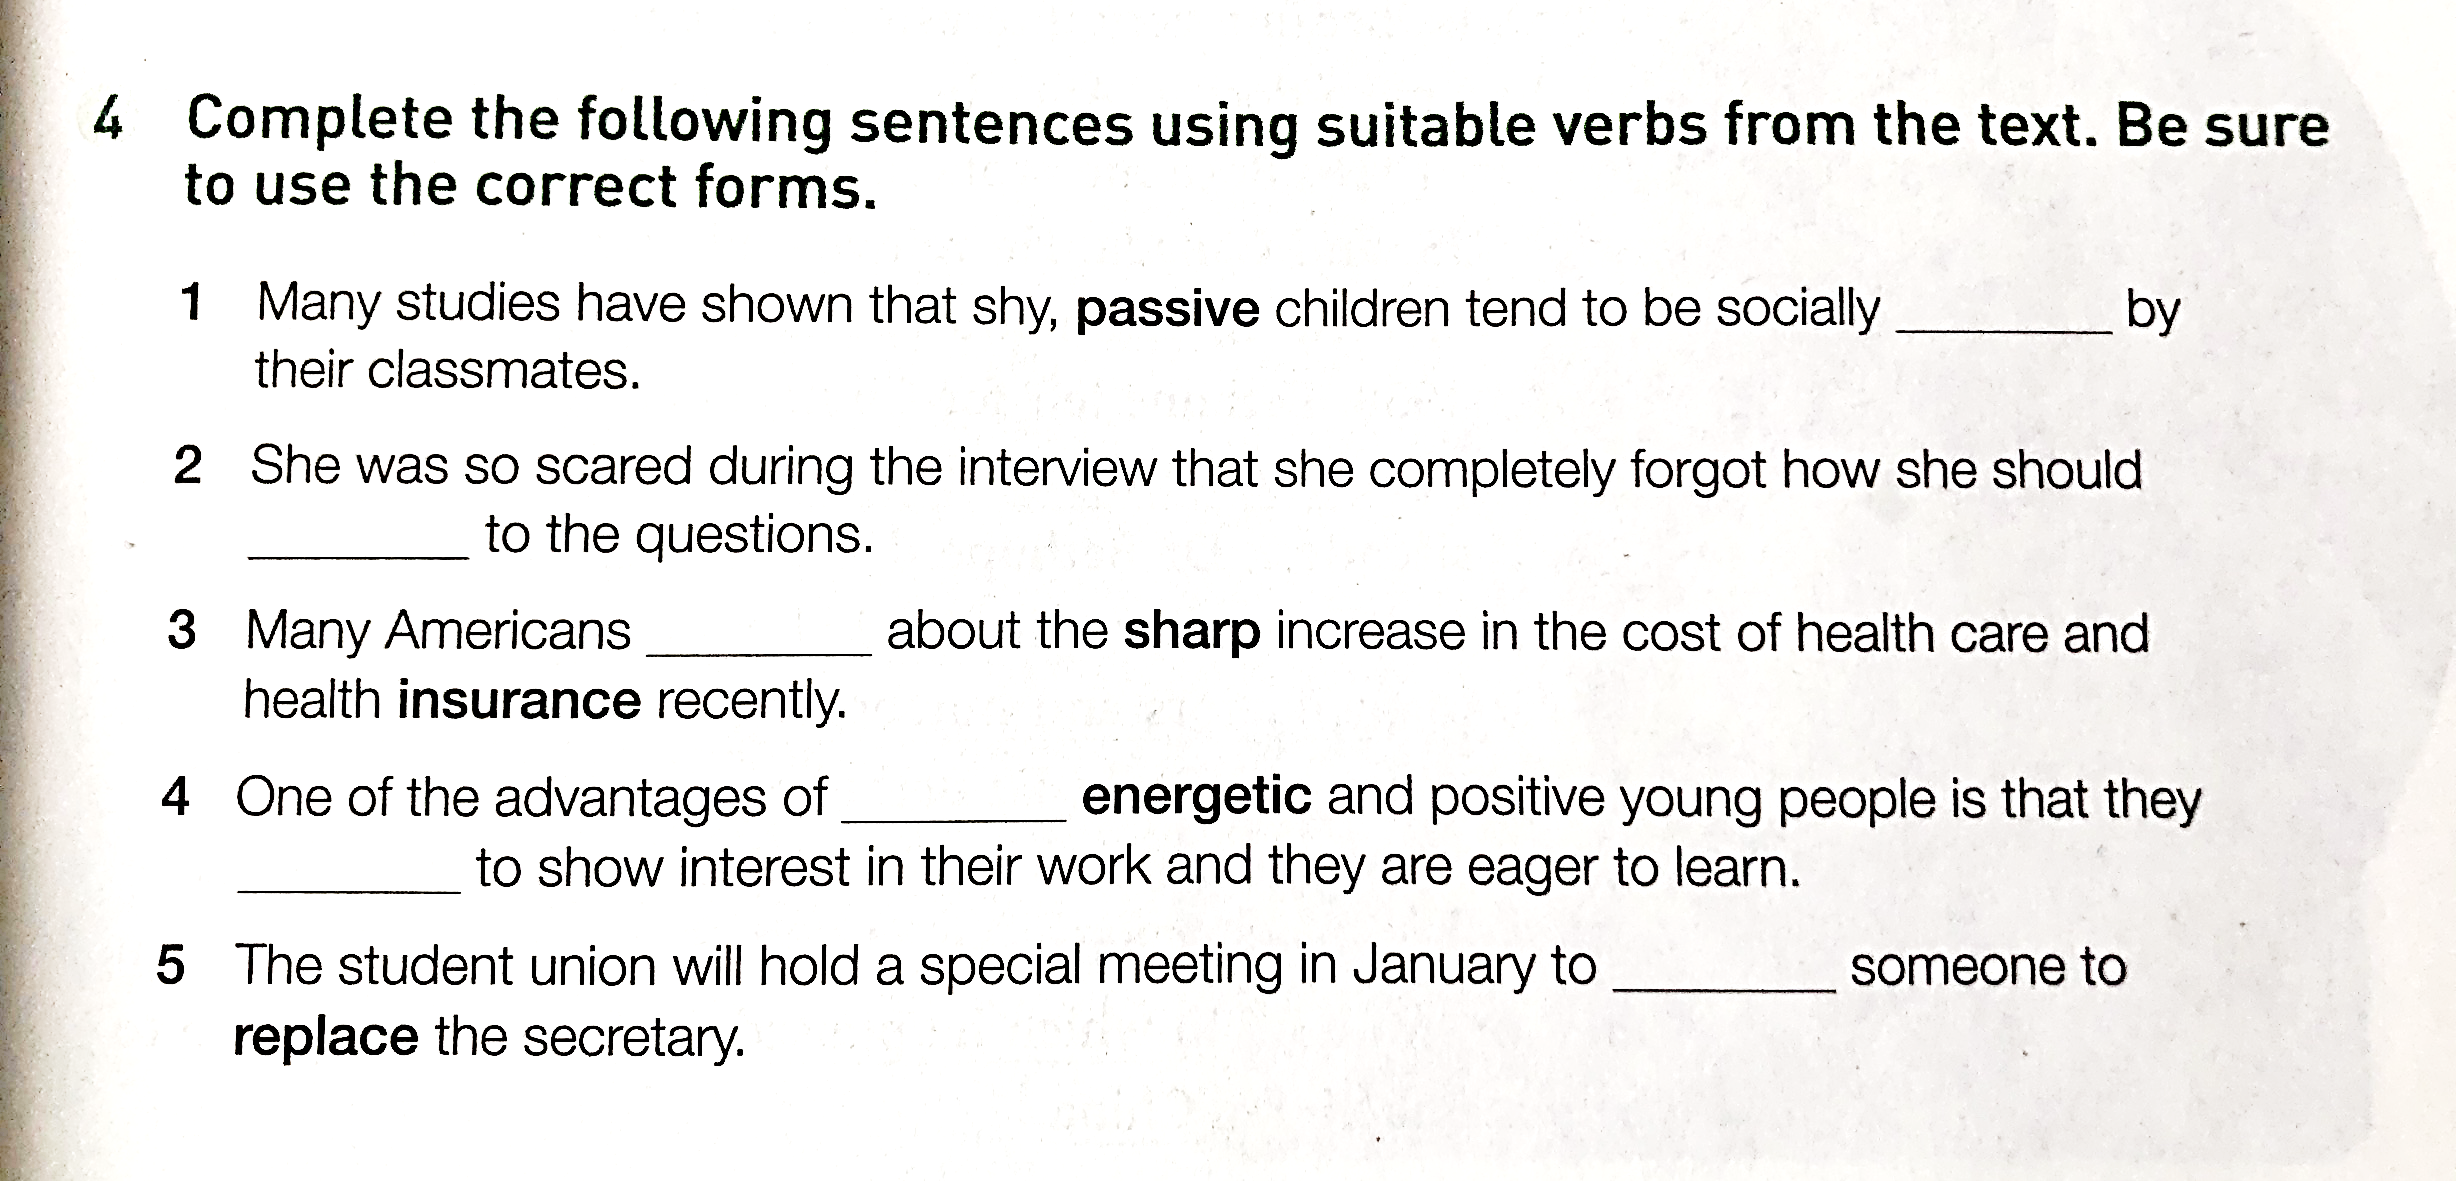 4 Complete the following sentences using suitable verbs from the text. Be sure
to use the correct forms.
1 Many studies have shown that shy, passive children tend to be socially ________ by
their classmates.
2 She was so scared during the interview that she completely forgot how she should
________ to the questions.
3 Many Americans ________ about the sharp increase in the cost of health care and
health insurance recently.
4 One of the advantages of ________ energetic and positive young people is that they
________ to show interest in their work and they are eager to learn.
5 The student union will hold a special meeting in January to ________ someone to
replace the secretary.